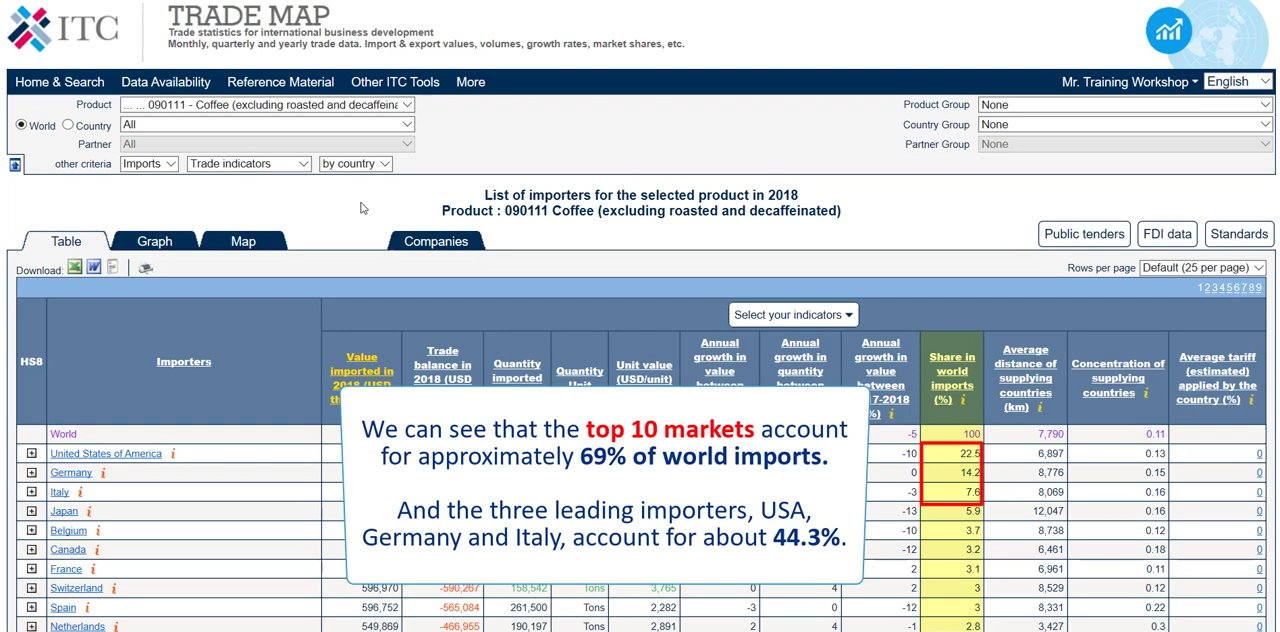 ITC
TRADE MAP
Trade statistics for international business development
Monthly, quarterly and yearly trade data. Import & export values, volumes, growth rates, market shares, etc.
Home & Search Data Availability Reference Material Other ITC Tools More Mr. Training Workshop English
Product ... ... 090111 - Coffee (excluding roasted and decaffeina Product Group None
World Country All Country Group None
Partner All Partner Group None
other criteria Imports Trade indicators by country
List of importers for the selected product in 2018
Product : 090111 Coffee (excluding roasted and decaffeinated)
Table Graph Map Companies Public tenders FDI data Standards
Download: Rows per page Default (25 per page)
1 2 3 4 5 6 7 8 9
Select your indicators
HS8
Importers
Value
imported in
2018 (USD
Trade
balance in
2018 (USD
Quantity
imported
Quantity
Unit value
(USD/unit)
Annual
growth in
value
between
Annual
growth in
quantity
between
Annual
growth in
value
between
17-2018
%) i
Share in
world
imports
(%) i
Average
distance of
supplying
countries
(km) i
Concentration of
supplying
countries i
Average tariff
(estimated)
applied by the
country (%) i
World -5 100 7,790 0.11
United States of America i -10 22.5 6,897 0.13 0
Germany i 0 14.2 8,776 0.15 0
Italy i -3 7.6 8,069 0.16 0
Japan i -13 5.9 12,047 0.16 0
Belgium i -10 3.7 8,738 0.12 0
Canada i -12 3.2 6,461 0.18 0
France i 2 3.1 6,961 0.11 0
Switzerland i 596,970 -590,267 158,542 Tons 3,765 0 4 2 3 8,529 0.12 0
Spain i 596,752 -565,084 261,500 Tons 2,282 -3 0 -12 3 8,331 0.22 0
Netherlands i 549,869 -466,955 190,197 Tons 2,891 2 4 -1 2.8 3,427 0.3 0
We can see that the top 10 markets account
for approximately 69% of world imports.
And the three leading importers, USA,
Germany and Italy, account for about 44.3%.